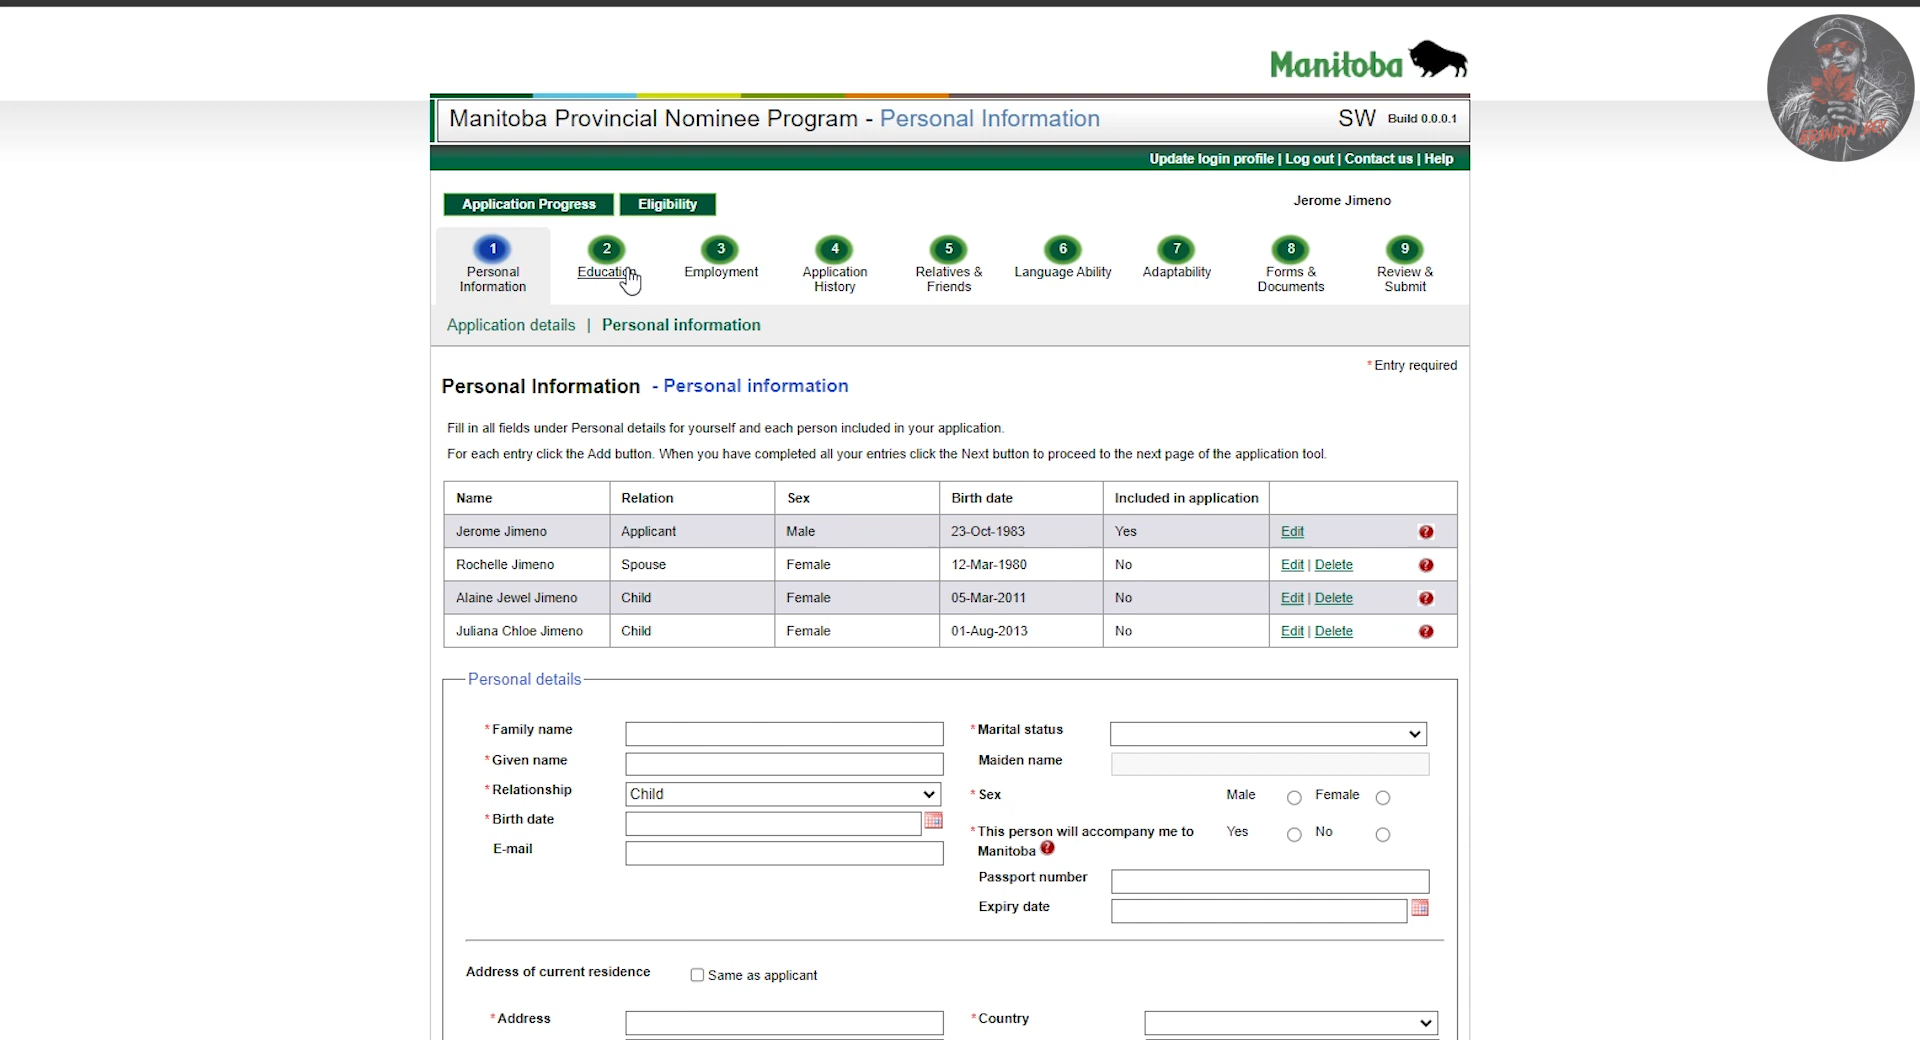 Manitoba
BRANDON BOY
Manitoba Provincial Nominee Program - Personal Information SW Build 0.0.0.1
Update login profile | Log out | Contact us | Help
Application Progress Eligibility Jerome Jimeno
1 2 3 4 5 6 7 8 9
Personal Information Education Employment Application History Relatives & Friends Language Ability Adaptability Forms & Documents Review & Submit
Application details | Personal information
* Entry required
Personal Information - Personal information
Fill in all fields under Personal details for yourself and each person included in your application.
For each entry click the Add button. When you have completed all your entries click the Next button to proceed to the next page of the application tool.
Name Relation Sex Birth date Included in application
Jerome Jimeno Applicant Male 23-Oct-1983 Yes Edit ?
Rochelle Jimeno Spouse Female 12-Mar-1980 No Edit | Delete ?
Alaine Jewel Jimeno Child Female 05-Mar-2011 No Edit | Delete ?
Juliana Chloe Jimeno Child Female 01-Aug-2013 No Edit | Delete ?
Personal details
* Family name * Marital status
* Given name Maiden name
* Relationship Child * Sex Male Female
* Birth date * This person will accompany me to Manitoba ? Yes No
E-mail
Passport number
Expiry date
Address of current residence Same as applicant
* Address * Country